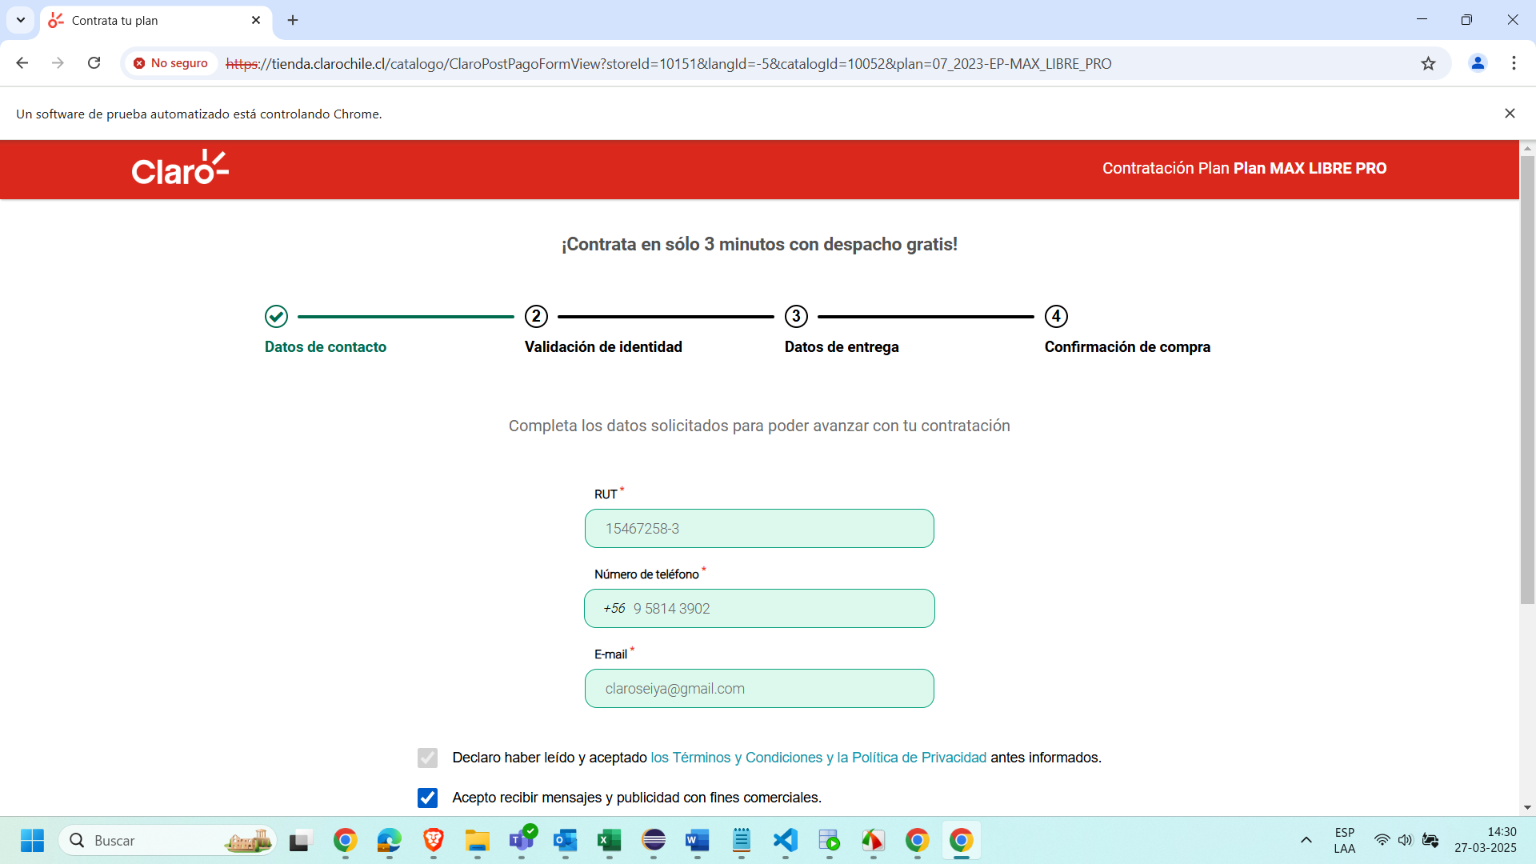 Contrata tu plan
No seguro
https://tienda.clarochile.cl/catalogo/ClaroPostPagoFormView?storeId=10151&langId=-5&catalogId=10052&plan=07_2023-EP-MAX_LIBRE_PRO
Un software de prueba automatizado está controlando Chrome.
Claro
Contratación Plan Plan MAX LIBRE PRO
¡Contrata en sólo 3 minutos con despacho gratis!
2 3 4
Datos de contacto Validación de identidad Datos de entrega Confirmación de compra
Completa los datos solicitados para poder avanzar con tu contratación
RUT *
15467258-3
Número de teléfono *
+56 9 5814 3902
E-mail *
claroseiya@gmail.com
Declaro haber leído y aceptado los Términos y Condiciones y la Política de Privacidad antes informados.
Acepto recibir mensajes y publicidad con fines comerciales.
Buscar
ESP
LAA
14:30
27-03-2025